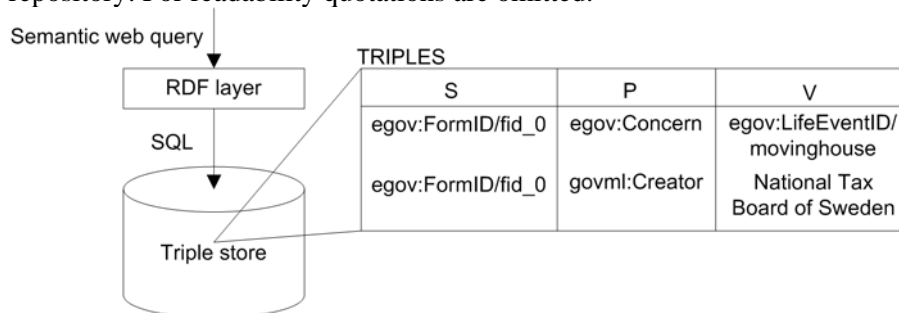 repository. For readability quotations are omitted.
Semantic web query
TRIPLES
RDF layer
S P V
egov:FormID/fid_0 egov:Concern egov:LifeEventID/
movinghouse
SQL
egov:FormID/fid_0 govml:Creator National Tax
Board of Sweden
Triple store